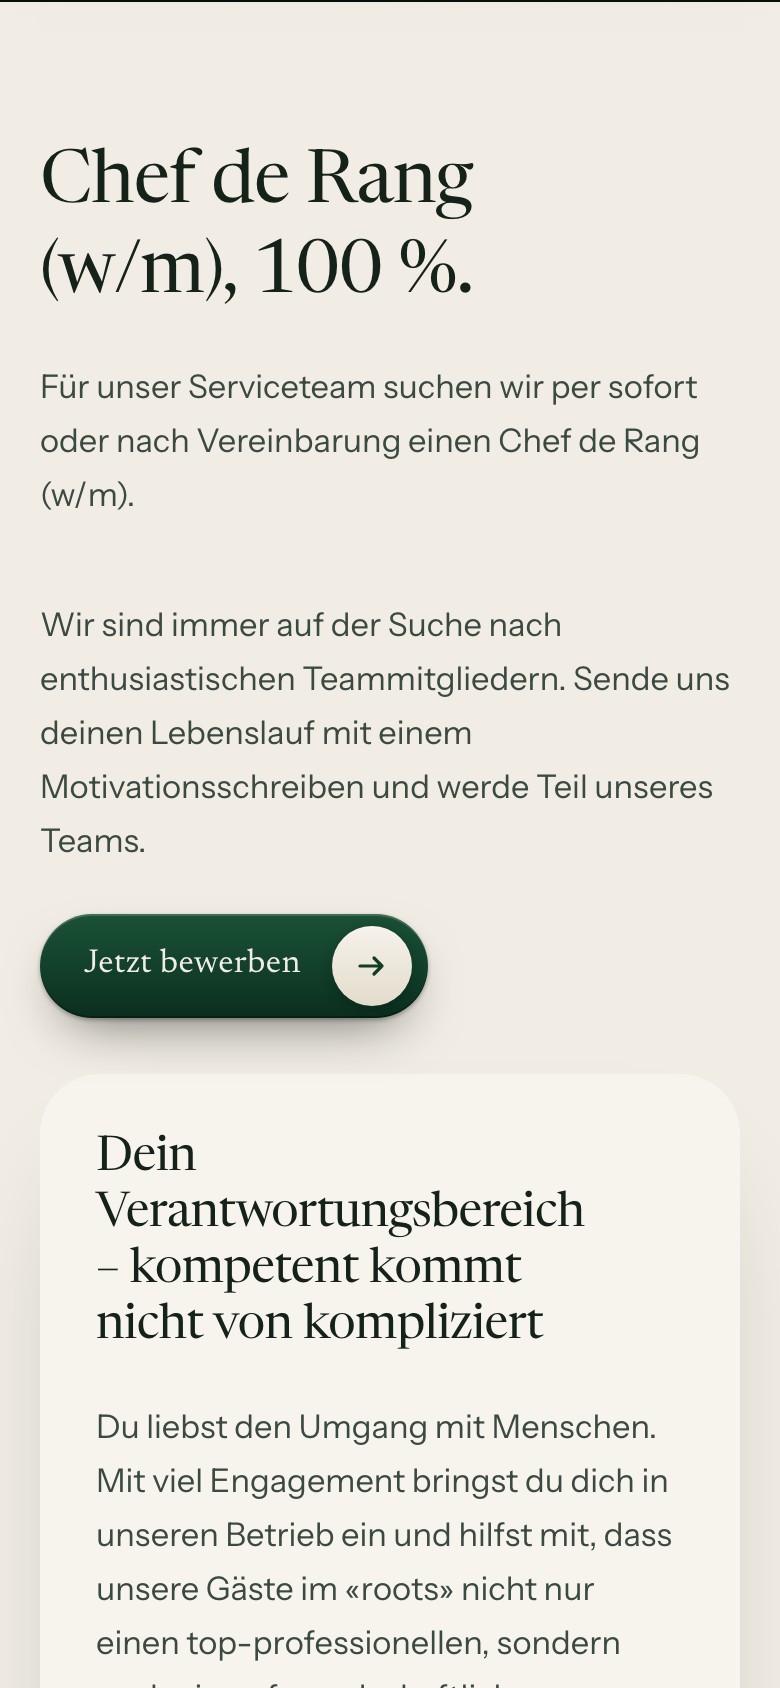 Chef de Rang
(w/m), 100 %.
Für unser Serviceteam suchen wir per sofort
oder nach Vereinbarung einen Chef de Rang
(w/m).
Wir sind immer auf der Suche nach
enthusiastischen Teammitgliedern. Sende uns
deinen Lebenslauf mit einem
Motivationsschreiben und werde Teil unseres
Teams.
Jetzt bewerben
Dein
Verantwortungsbereich
– kompetent kommt
nicht von kompliziert
Du liebst den Umgang mit Menschen.
Mit viel Engagement bringst du dich in
unseren Betrieb ein und hilfst mit, dass
unsere Gäste im «roots» nicht nur
einen top-professionellen, sondern